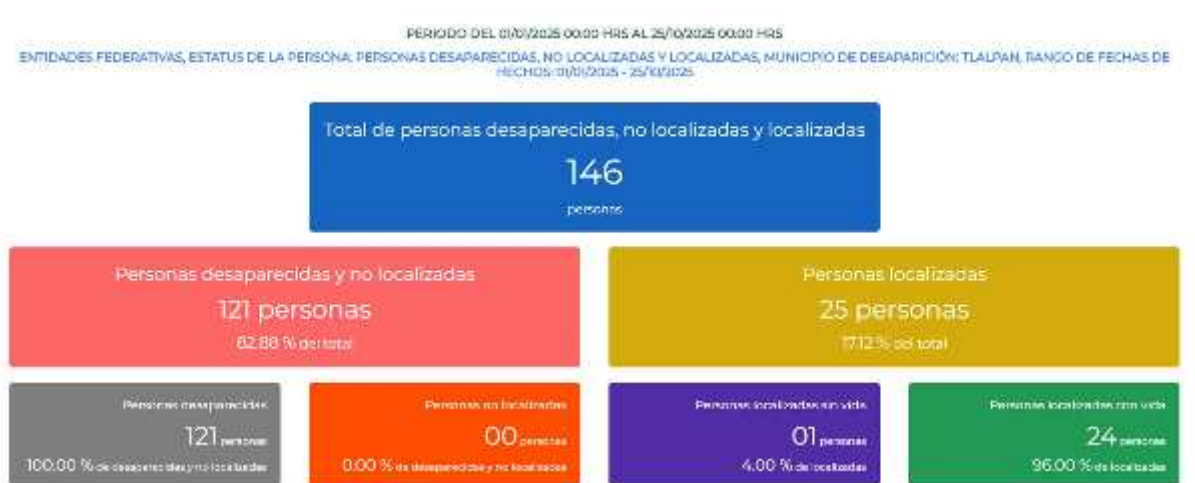 PERIODO DEL 01/01/2025 00:00 HRS AL 25/10/2025 00:00 HRS
ENTIDADES FEDERATIVAS, ESTATUS DE LA PERSONA: PERSONAS DESAPARECIDAS, NO LOCALIZADAS Y LOCALIZADAS, MUNICIPIO DE DESAPARICIÓN: TLALPAN, RANGO DE FECHAS DE
HECHOS: 01/01/2025 - 25/10/2025
Total de personas desaparecidas, no localizadas y localizadas
146
personas
Personas desaparecidas y no localizadas
121 personas
82.88 % del total
Personas localizadas
25 personas
17.12 % del total
Personas desaparecidas
121 personas
100.00 % de desaparecidas y no localizadas
Personas no localizadas
00 personas
0.00 % de desaparecidas y no localizadas
Personas localizadas sin vida
01 personas
4.00 % de localizadas
Personas localizadas con vida
24 personas
96.00 % de localizadas